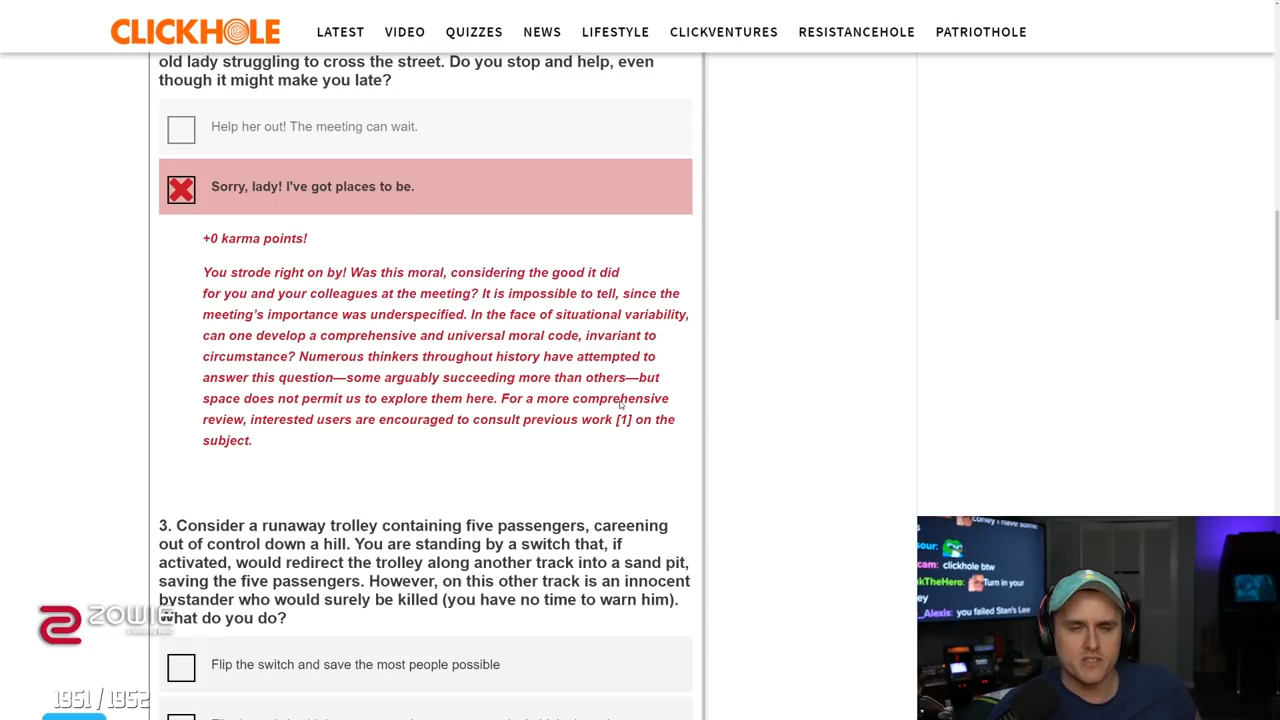 CLICKHOLE
LATEST VIDEO QUIZZES NEWS LIFESTYLE CLICKVENTURES RESISTANCEHOLE PATRIOTHOLE
old lady struggling to cross the street. Do you stop and help, even
though it might make you late?
Help her out! The meeting can wait.
Sorry, lady! I've got places to be.
+0 karma points!
You strode right on by! Was this moral, considering the good it did
for you and your colleagues at the meeting? It is impossible to tell, since the
meeting's importance was underspecified. In the face of situational variability,
can one develop a comprehensive and universal moral code, invariant to
circumstance? Numerous thinkers throughout history have attempted to
answer this question—some arguably succeeding more than others—but
space does not permit us to explore them here. For a more comprehensive
review, interested users are encouraged to consult previous work [1] on the
subject.
3. Consider a runaway trolley containing five passengers, careening
out of control down a hill. You are standing by a switch that, if
activated, would redirect the trolley along another track into a sand pit,
saving the five passengers. However, on this other track is an innocent
bystander who would surely be killed (you have no time to warn him).
What do you do?
Flip the switch and save the most people possible
ZOWIE
1951/1952
I have some
our:
cam: clickhole btw
kTheHero: Turn in your
ey
_Alexis: you failed Stan's Lee